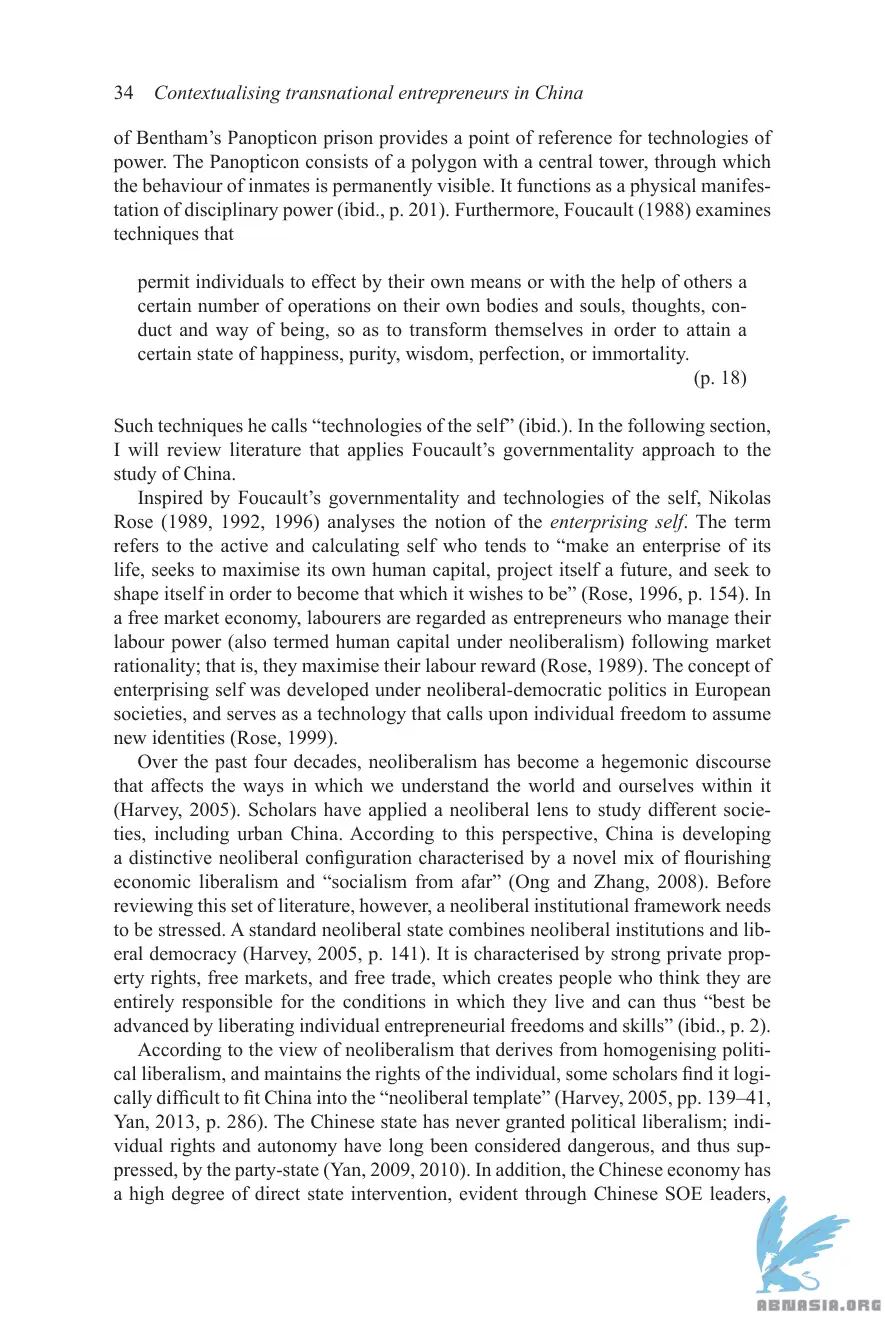 34 Contextualising transnational entrepreneurs in China
of Bentham’s Panopticon prison provides a point of reference for technologies of
power. The Panopticon consists of a polygon with a central tower, through which
the behaviour of inmates is permanently visible. It functions as a physical manifes-
tation of disciplinary power (ibid., p. 201). Furthermore, Foucault (1988) examines
techniques that
permit individuals to effect by their own means or with the help of others a
certain number of operations on their own bodies and souls, thoughts, con-
duct and way of being, so as to transform themselves in order to attain a
certain state of happiness, purity, wisdom, perfection, or immortality.
(p. 18)
Such techniques he calls “technologies of the self” (ibid.). In the following section,
I will review literature that applies Foucault’s governmentality approach to the
study of China.
Inspired by Foucault’s governmentality and technologies of the self, Nikolas
Rose (1989, 1992, 1996) analyses the notion of the enterprising self. The term
refers to the active and calculating self who tends to “make an enterprise of its
life, seeks to maximise its own human capital, project itself a future, and seek to
shape itself in order to become that which it wishes to be” (Rose, 1996, p. 154). In
a free market economy, labourers are regarded as entrepreneurs who manage their
labour power (also termed human capital under neoliberalism) following market
rationality; that is, they maximise their labour reward (Rose, 1989). The concept of
enterprising self was developed under neoliberal-democratic politics in European
societies, and serves as a technology that calls upon individual freedom to assume
new identities (Rose, 1999).
Over the past four decades, neoliberalism has become a hegemonic discourse
that affects the ways in which we understand the world and ourselves within it
(Harvey, 2005). Scholars have applied a neoliberal lens to study different socie-
ties, including urban China. According to this perspective, China is developing
a distinctive neoliberal configuration characterised by a novel mix of flourishing
economic liberalism and “socialism from afar” (Ong and Zhang, 2008). Before
reviewing this set of literature, however, a neoliberal institutional framework needs
to be stressed. A standard neoliberal state combines neoliberal institutions and lib-
eral democracy (Harvey, 2005, p. 141). It is characterised by strong private prop-
erty rights, free markets, and free trade, which creates people who think they are
entirely responsible for the conditions in which they live and can thus “best be
advanced by liberating individual entrepreneurial freedoms and skills” (ibid., p. 2).
According to the view of neoliberalism that derives from homogenising politi-
cal liberalism, and maintains the rights of the individual, some scholars find it logi-
cally difficult to fit China into the “neoliberal template” (Harvey, 2005, pp. 139–41,
Yan, 2013, p. 286). The Chinese state has never granted political liberalism; indi-
vidual rights and autonomy have long been considered dangerous, and thus sup-
pressed, by the party-state (Yan, 2009, 2010). In addition, the Chinese economy has
a high degree of direct state intervention, evident through Chinese SOE leaders,
ABNASIA.ORG